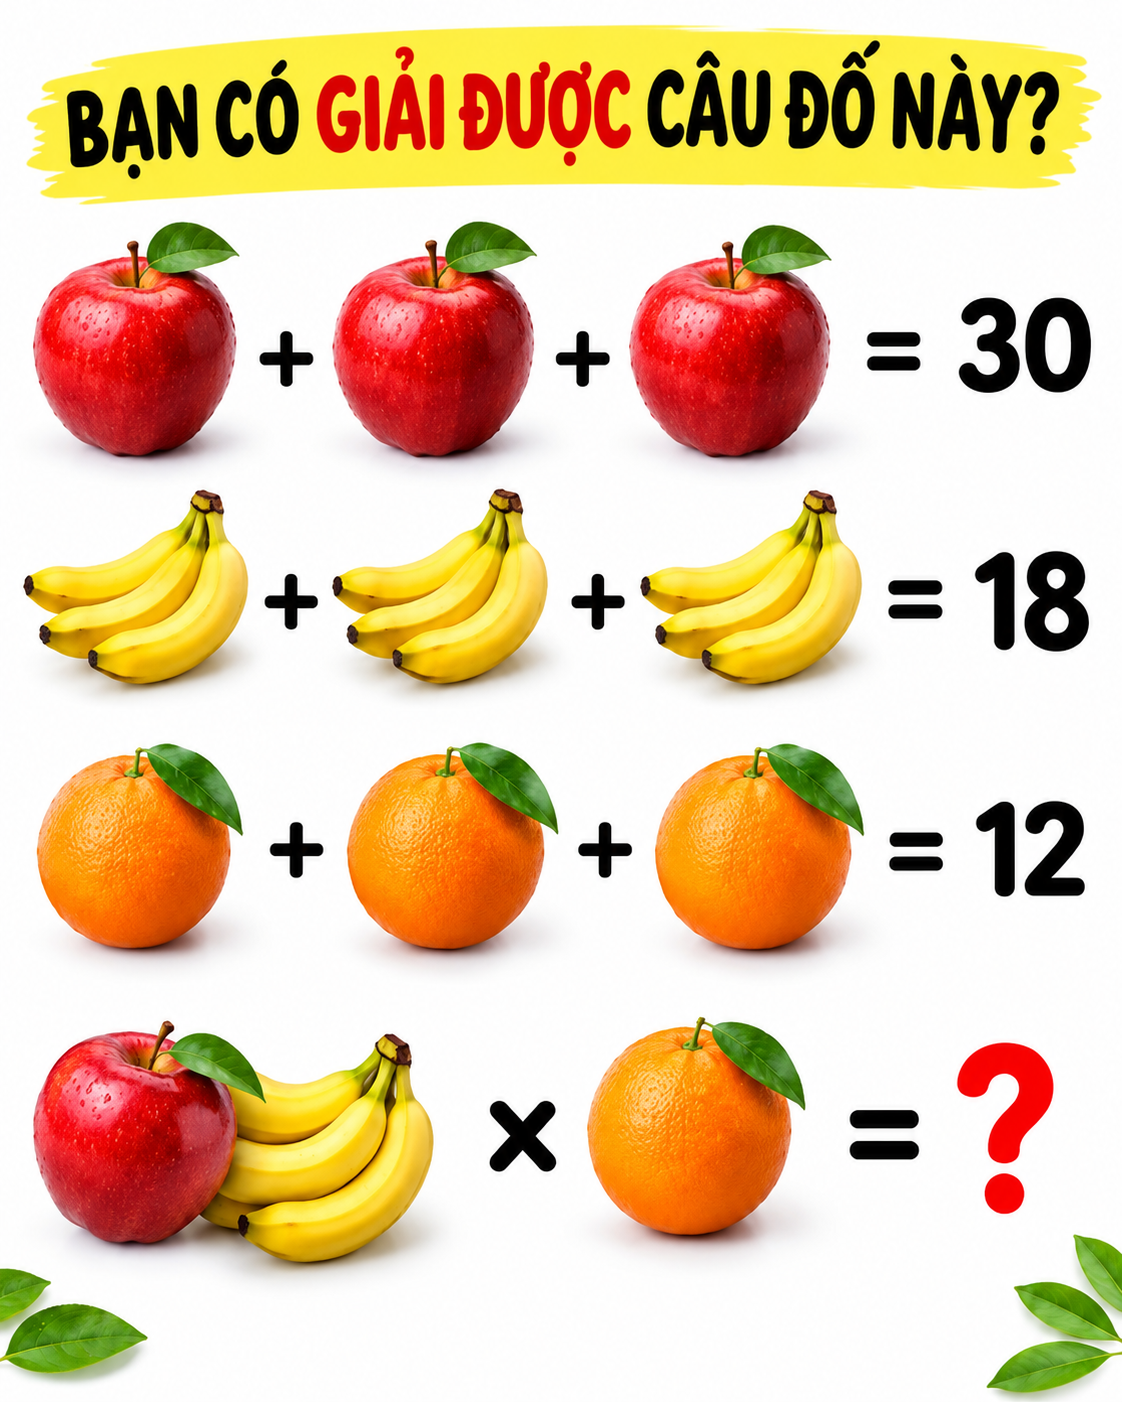 BẠN CÓ GIẢI ĐƯỢC CÂU ĐỐ NÀY?
+ + = 30
+ + = 18
+ + = 12
× = ?